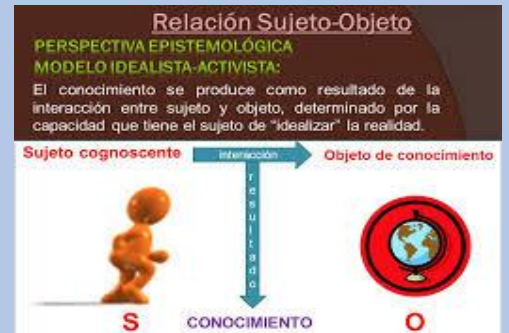 Relación Sujeto-Objeto
PERSPECTIVA EPISTEMOLÓGICA
MODELO IDEALISTA-ACTIVISTA:
El conocimiento se produce como resultado de la
interacción entre sujeto y objeto, determinado por la
capacidad que tiene el sujeto de “idealizar” la realidad.
Sujeto cognoscente
interacción
Objeto de conocimiento
resultado
S
CONOCIMIENTO
O